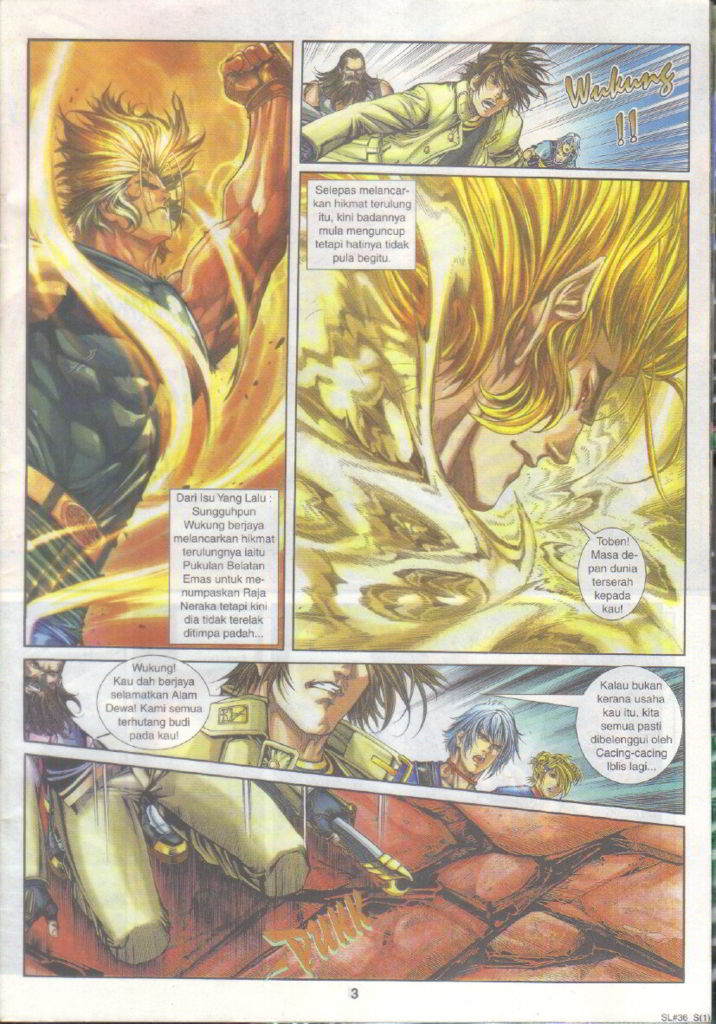 Wukung
!!
Selepas melancar-
kan hikmat terulung
itu, kini badannya
mula menguncup
tetapi hatinya tidak
pula begitu.
Dari Isu Yang Lalu :
Sungguhpun
Wukung berjaya
melancarkan hikmat
terulungnya iaitu
Pukulan Belatan
Emas untuk me-
numpaskan Raja
Neraka tetapi kini
dia tidak terelak
ditimpa padah...
Toben!
Masa de-
pan dunia
terserah
kepada
kau!
Wukung!
Kau dah berjaya
selamatkan Alam
Dewa! Kami semua
terhutang budi
pada kau!
Kalau bukan
kerana usaha
kau itu, kita
semua pasti
dibelenggui oleh
Cacing-cacing
Iblis lagi...
PUNK
3
SL#36 S(1)